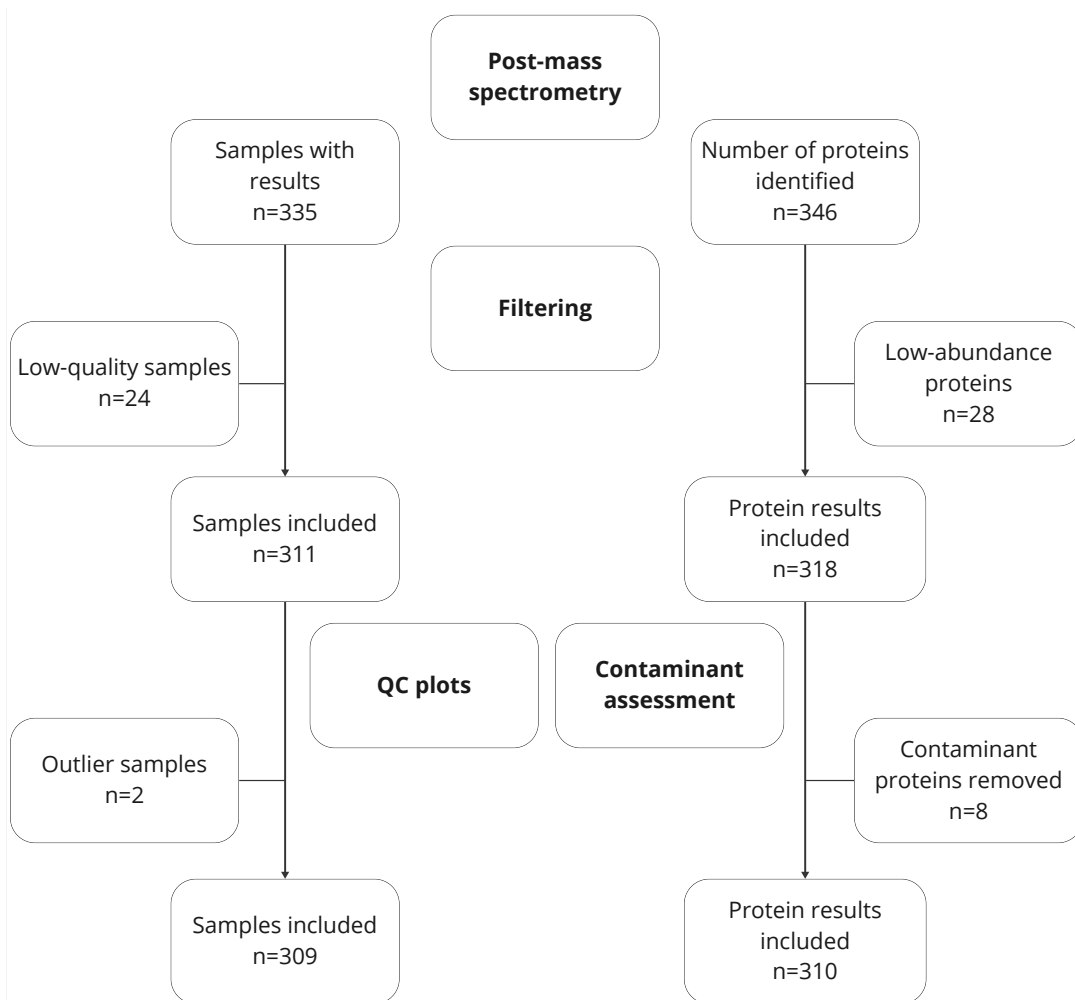 Post-mass
spectrometry
Samples with
results
n=335
Number of proteins
identified
n=346
Filtering
Low-quality samples
n=24
Low-abundance
proteins
n=28
Samples included
n=311
Protein results
included
n=318
QC plots
Contaminant
assessment
Outlier samples
n=2
Contaminant
proteins removed
n=8
Samples included
n=309
Protein results
included
n=310